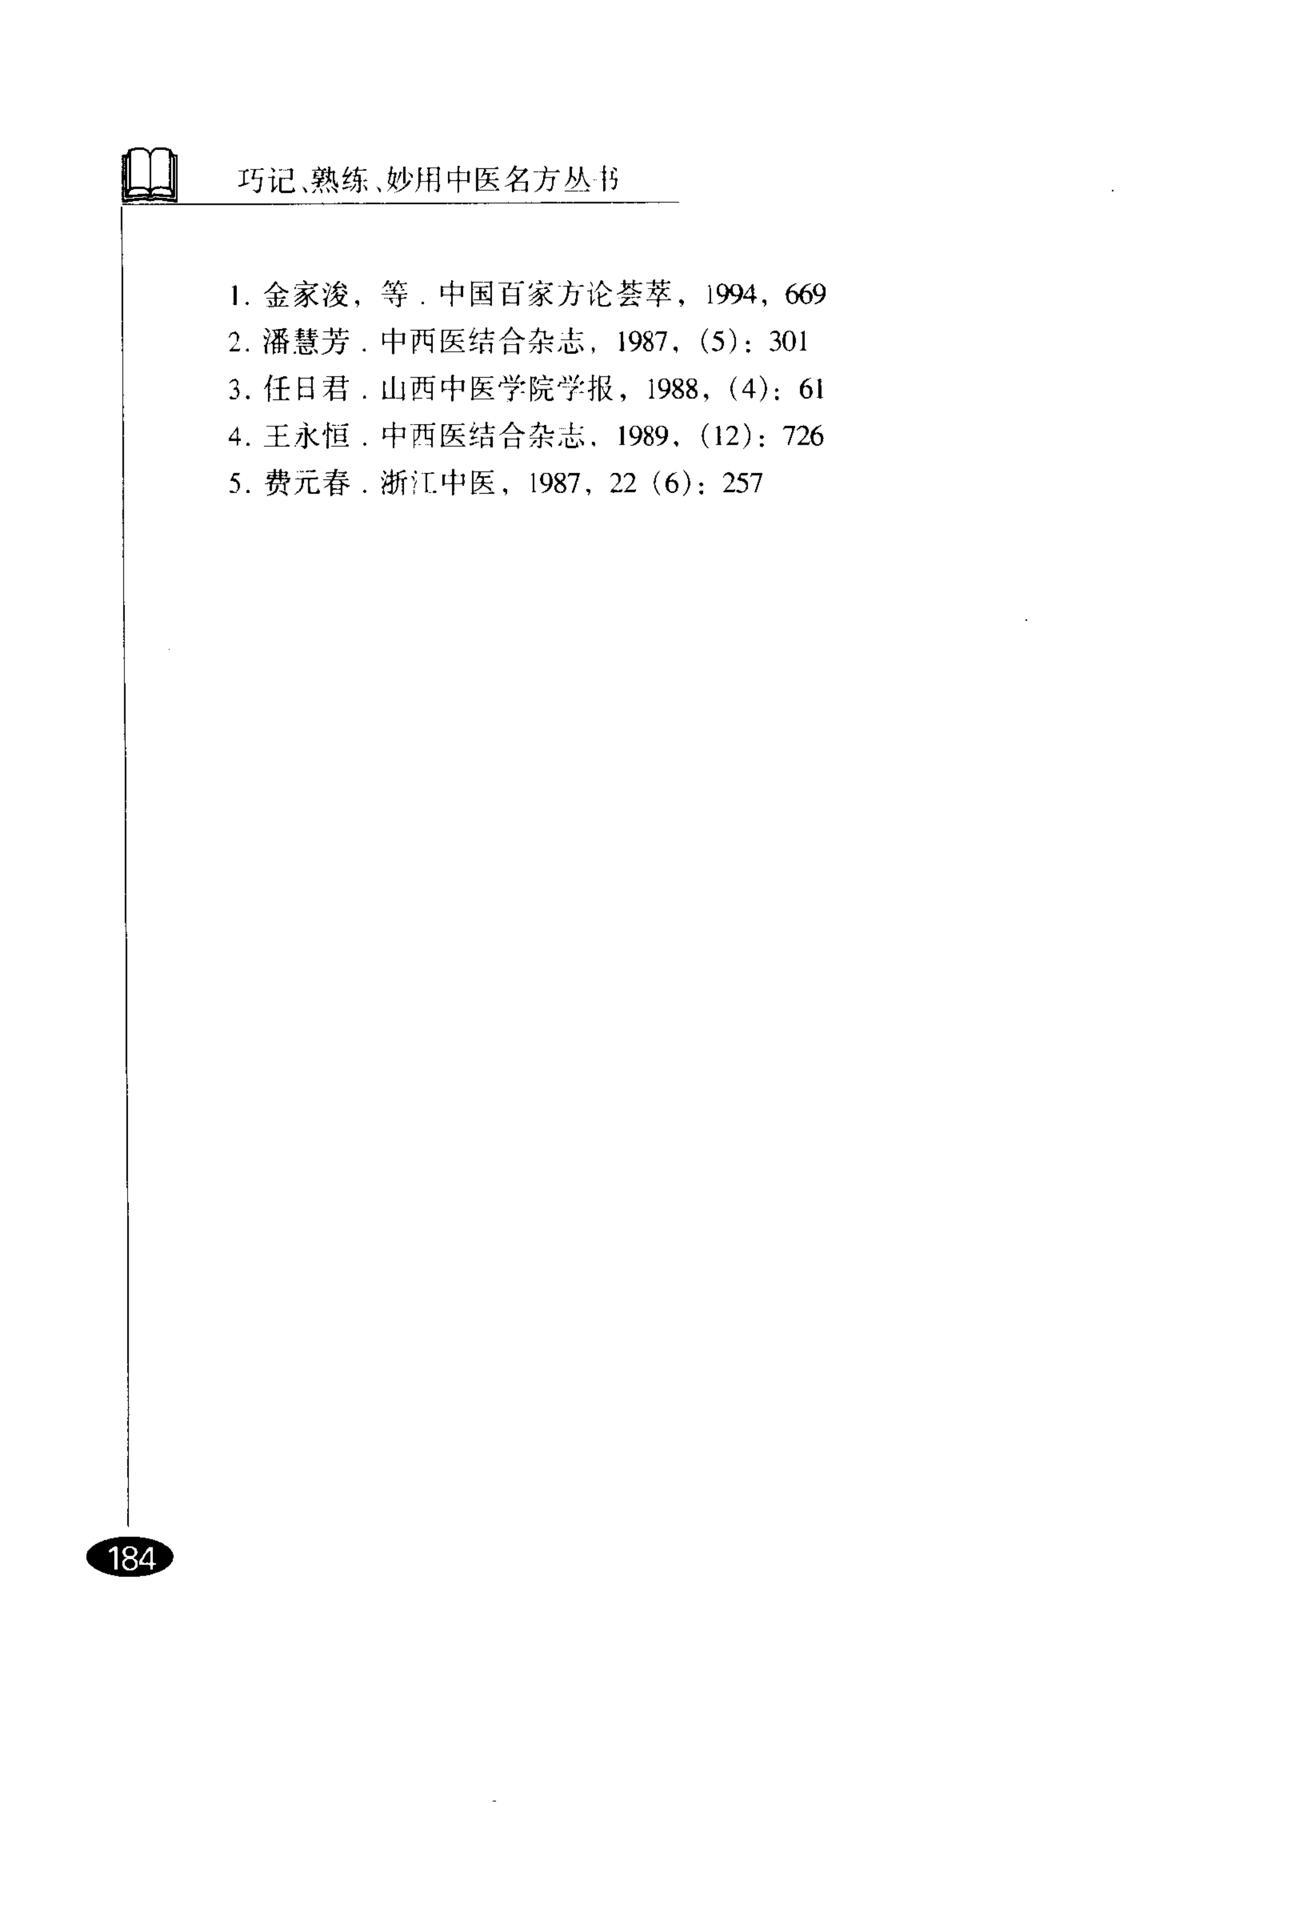 巧记、熟练、妙用中医名方丛书
1. 金家浚，等．中国百家方论荟萃，1994，669
2. 潘慧芳．中西医结合杂志，1987，(5)：301
3. 任日君．山西中医学院学报，1988，(4)：61
4. 王永恒．中西医结合杂志，1989，(12)：726
5. 费元春．浙江中医，1987，22（6）：257
184